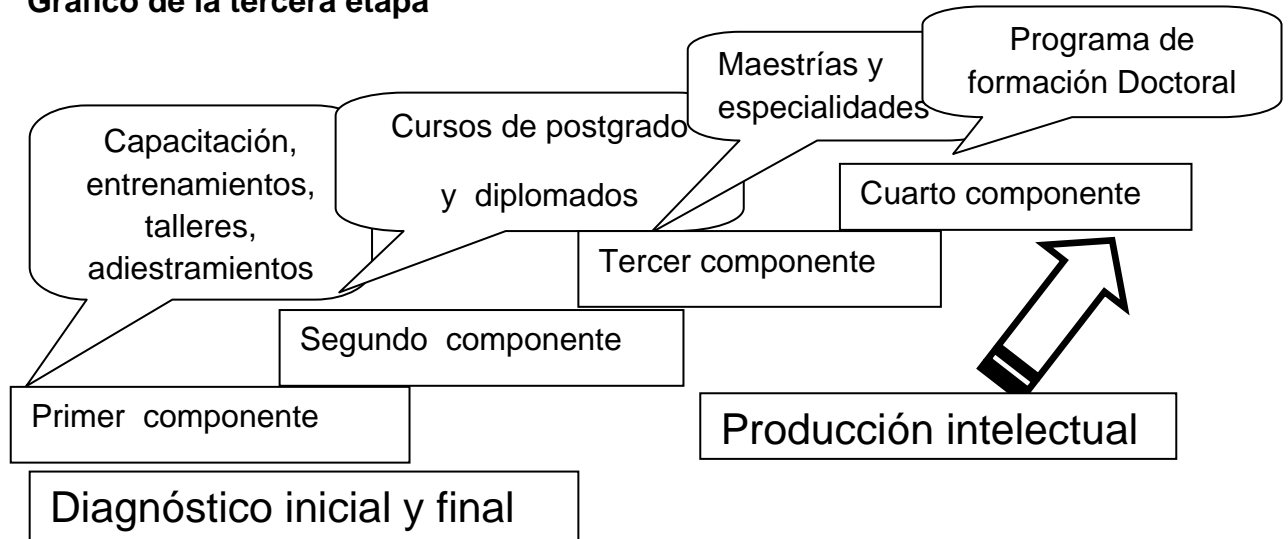 Gráfico de la tercera etapa
Programa de
formación Doctoral
Maestrías y
especialidades
Capacitación,
entrenamientos,
talleres,
adiestramientos
Cursos de postgrado
y diplomados
Cuarto componente
Tercer componente
Segundo componente
Primer componente
Producción intelectual
Diagnóstico inicial y final